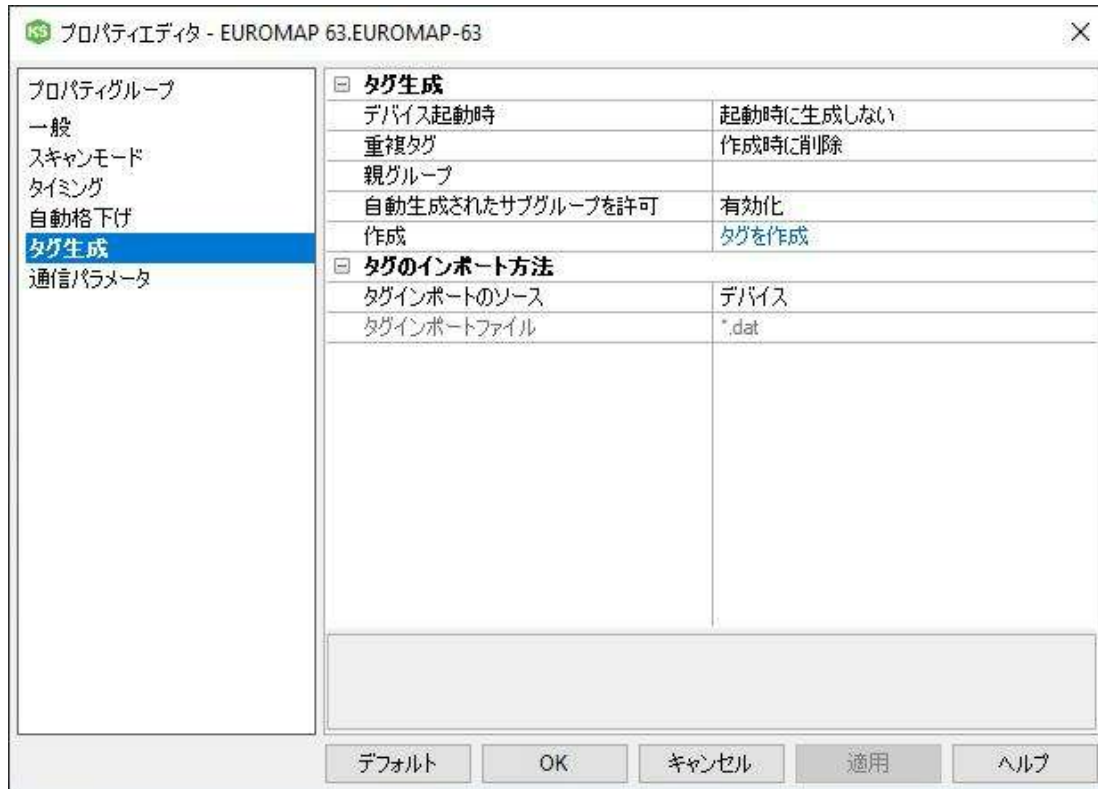 KS プロパティエディタ - EUROMAP 63.EUROMAP-63
プロパティグループ
一般
スキャンモード
タイミング
自動格下げ
タグ生成
通信パラメータ
タグ生成
デバイス起動時 起動時に生成しない
重複タグ 作成時に削除
親グループ
自動生成されたサブグループを許可 有効化
作成 タグを作成
タグのインポート方法
タグインポートのソース デバイス
タグインポートファイル *.dat
デフォルト OK キャンセル 適用 ヘルプ